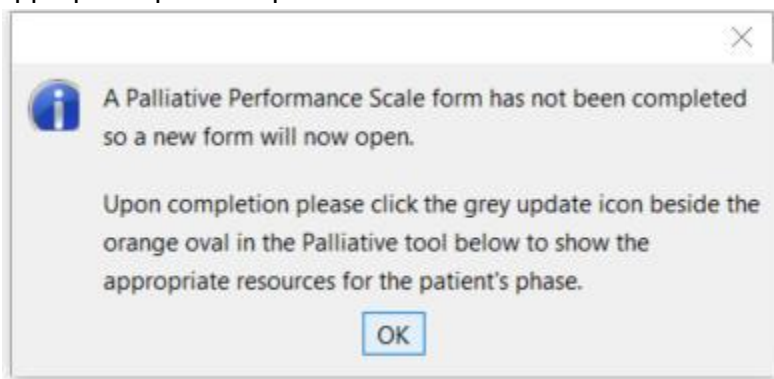 A Palliative Performance Scale form has not been completed
so a new form will now open.
Upon completion please click the grey update icon beside the
orange oval in the Palliative tool below to show the
appropriate resources for the patient's phase.
OK